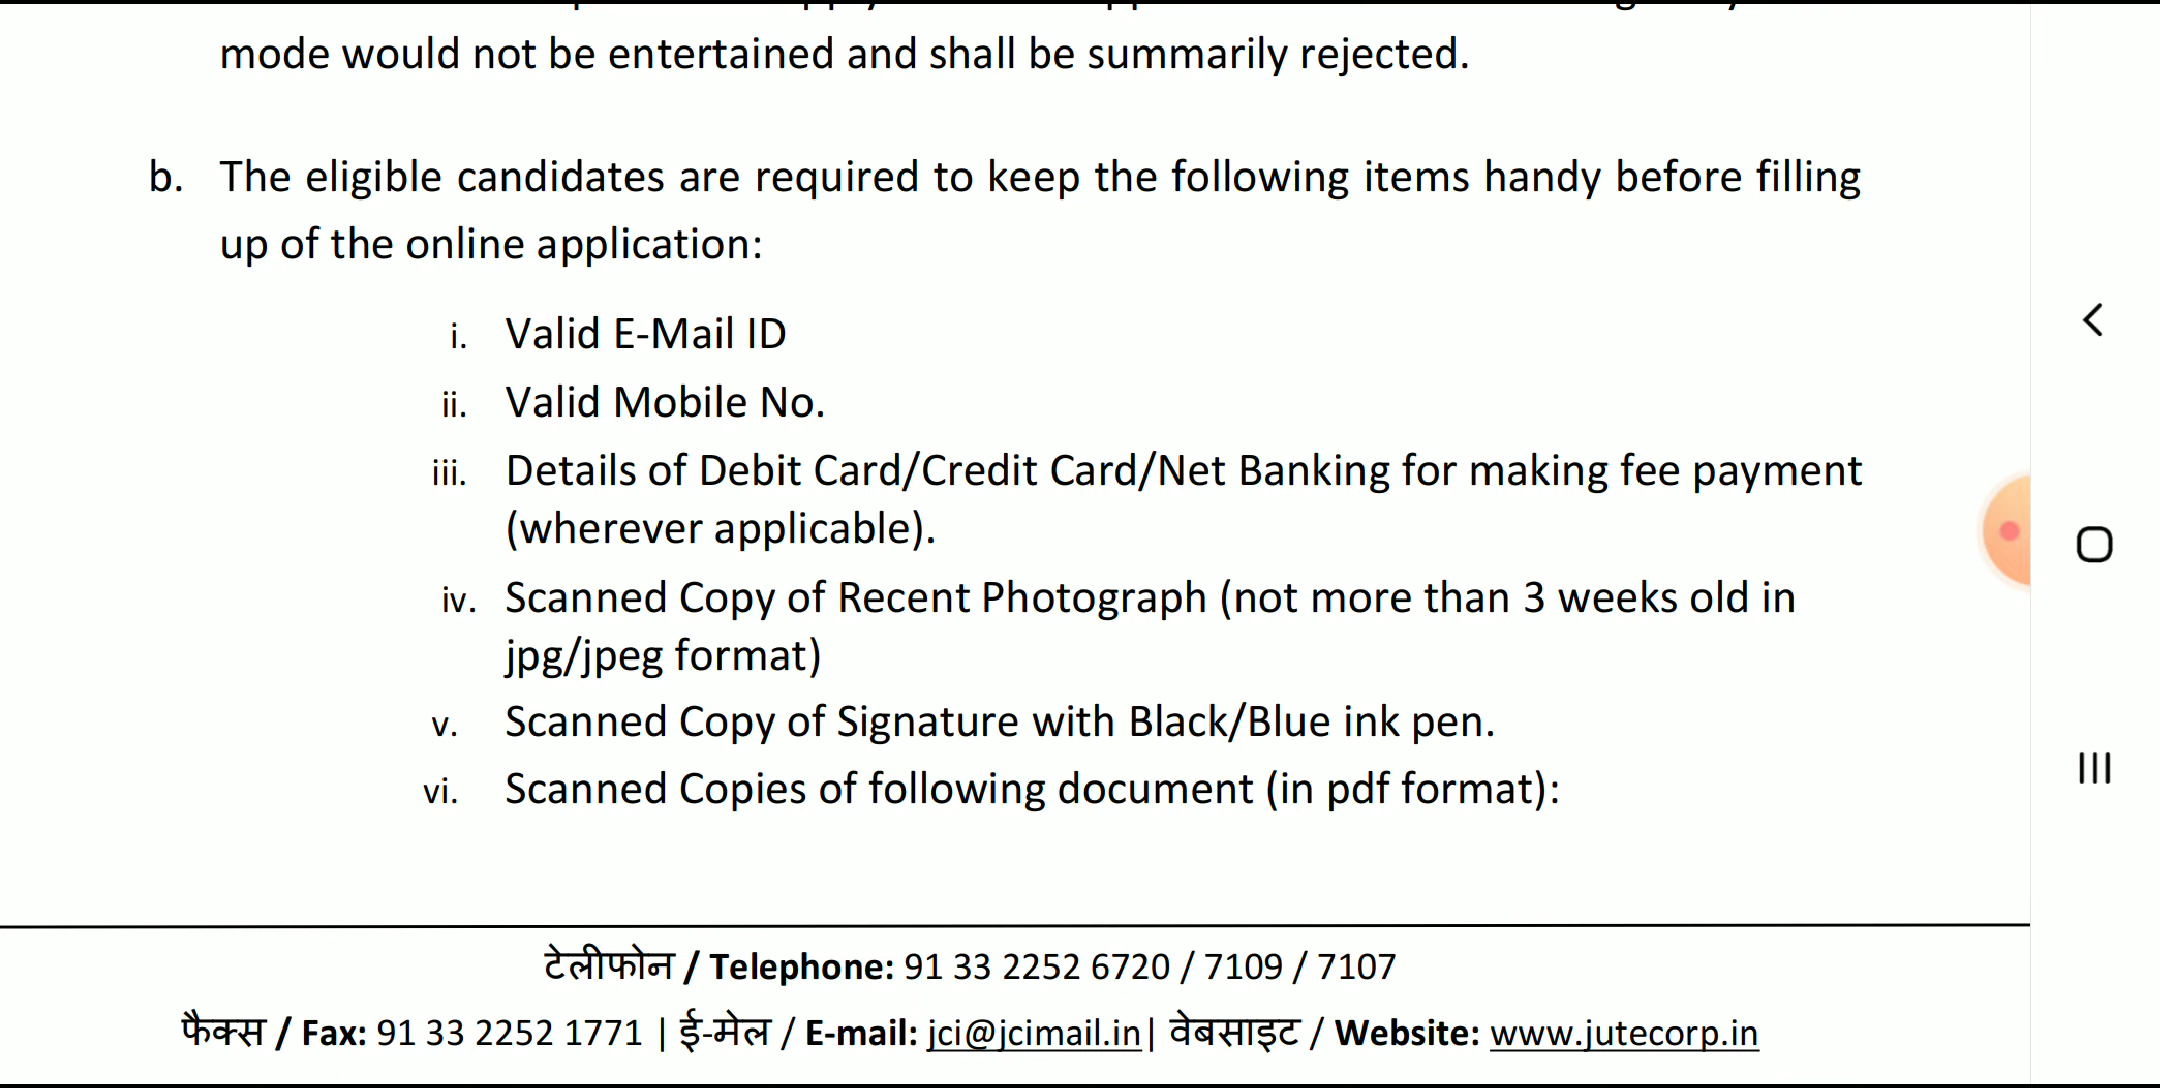 mode would not be entertained and shall be summarily rejected.
b. The eligible candidates are required to keep the following items handy before filling
up of the online application:
i. Valid E-Mail ID
ii. Valid Mobile No.
iii. Details of Debit Card/Credit Card/Net Banking for making fee payment
(wherever applicable).
iv. Scanned Copy of Recent Photograph (not more than 3 weeks old in
jpg/jpeg format)
v. Scanned Copy of Signature with Black/Blue ink pen.
vi. Scanned Copies of following document (in pdf format):
टेलीफोन / Telephone: 91 33 2252 6720 / 7109 / 7107
फैक्स / Fax: 91 33 2252 1771 | ई-मेल / E-mail: jci@jcimail.in| वेबसाइट / Website: www.jutecorp.in